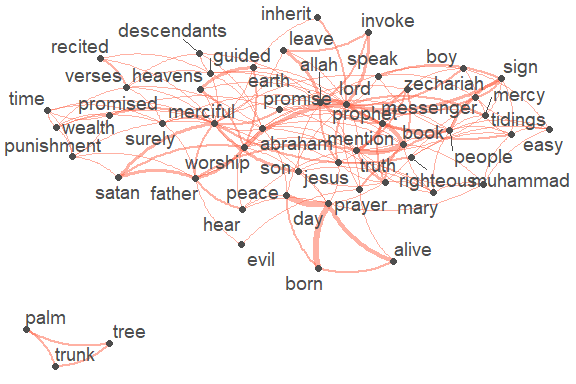 inherit
invoke
descendants
leave
recited
guided
speak
boy
allah
sign
verses
heavens
earth
lord
zechariah
mercy
time
promised
promise
messenger
merciful
prophet
tidings
wealth
surely
abraham
mention
book
easy
punishment
worship
son
truth
people
jesus
righteous
muhammad
satan
father
peace
prayer
mary
day
hear
evil
alive
born
palm
tree
trunk